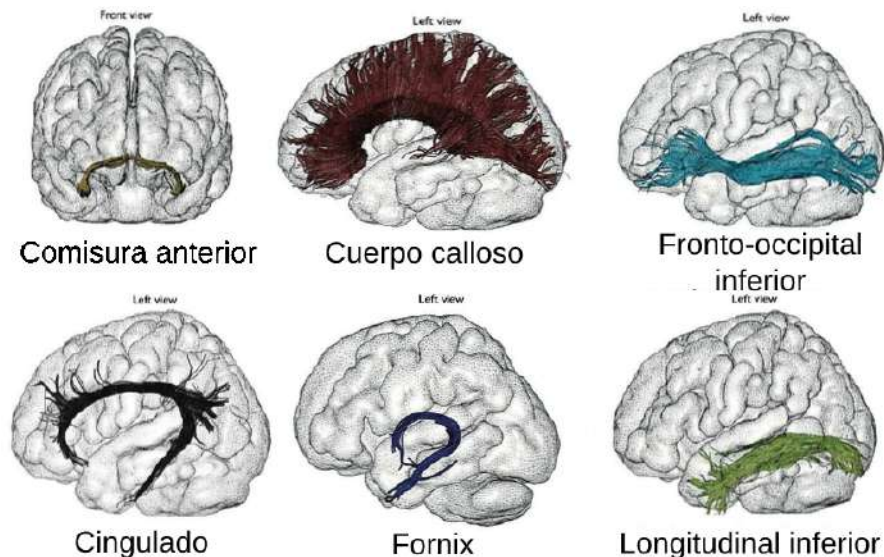 Front view
Left view
Left view
Comisura anterior
Cuerpo calloso
Fronto-occipital
inferior
Left view
Left view
Left view
Cingulado
Fornix
Longitudinal inferior